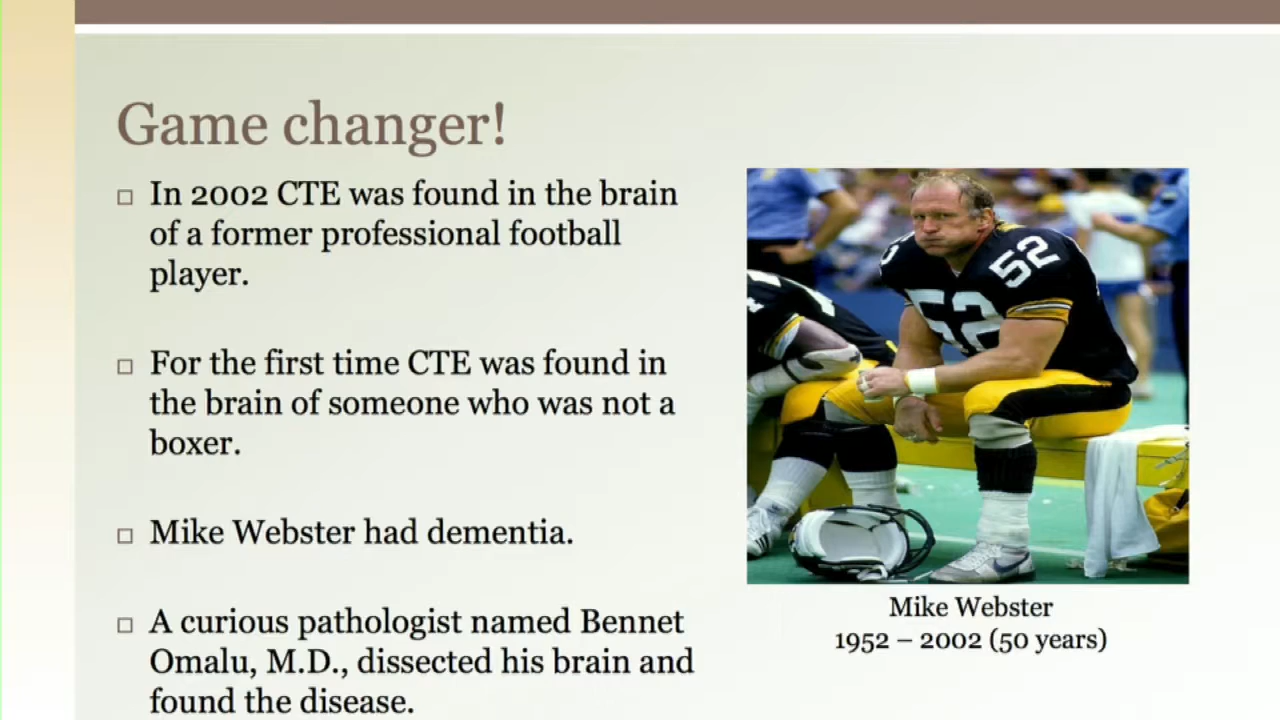 Game changer!
In 2002 CTE was found in the brain
of a former professional football
player.
For the first time CTE was found in
the brain of someone who was not a
boxer.
Mike Webster had dementia.
A curious pathologist named Bennet
Omalu, M.D., dissected his brain and
found the disease.
52
52
Mike Webster
1952 – 2002 (50 years)